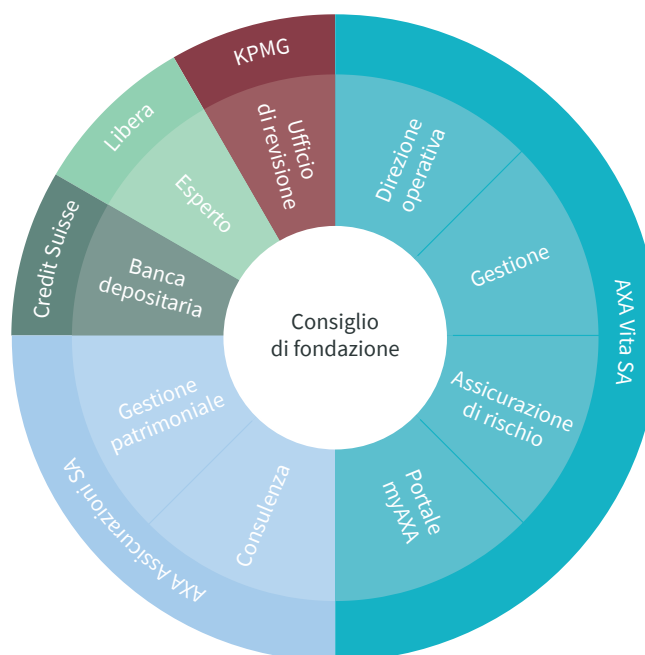 KPMG
Ufficio
di revisione
Direzione
operativa
Libera
Esperto
Gestione
Credit Suisse
Banca
depositaria
Consiglio
di fondazione
AXA Vita SA
Assicurazione
di rischio
Gestione
patrimoniale
Portale
myAXA
Consulenza
AXA Assicurazioni SA